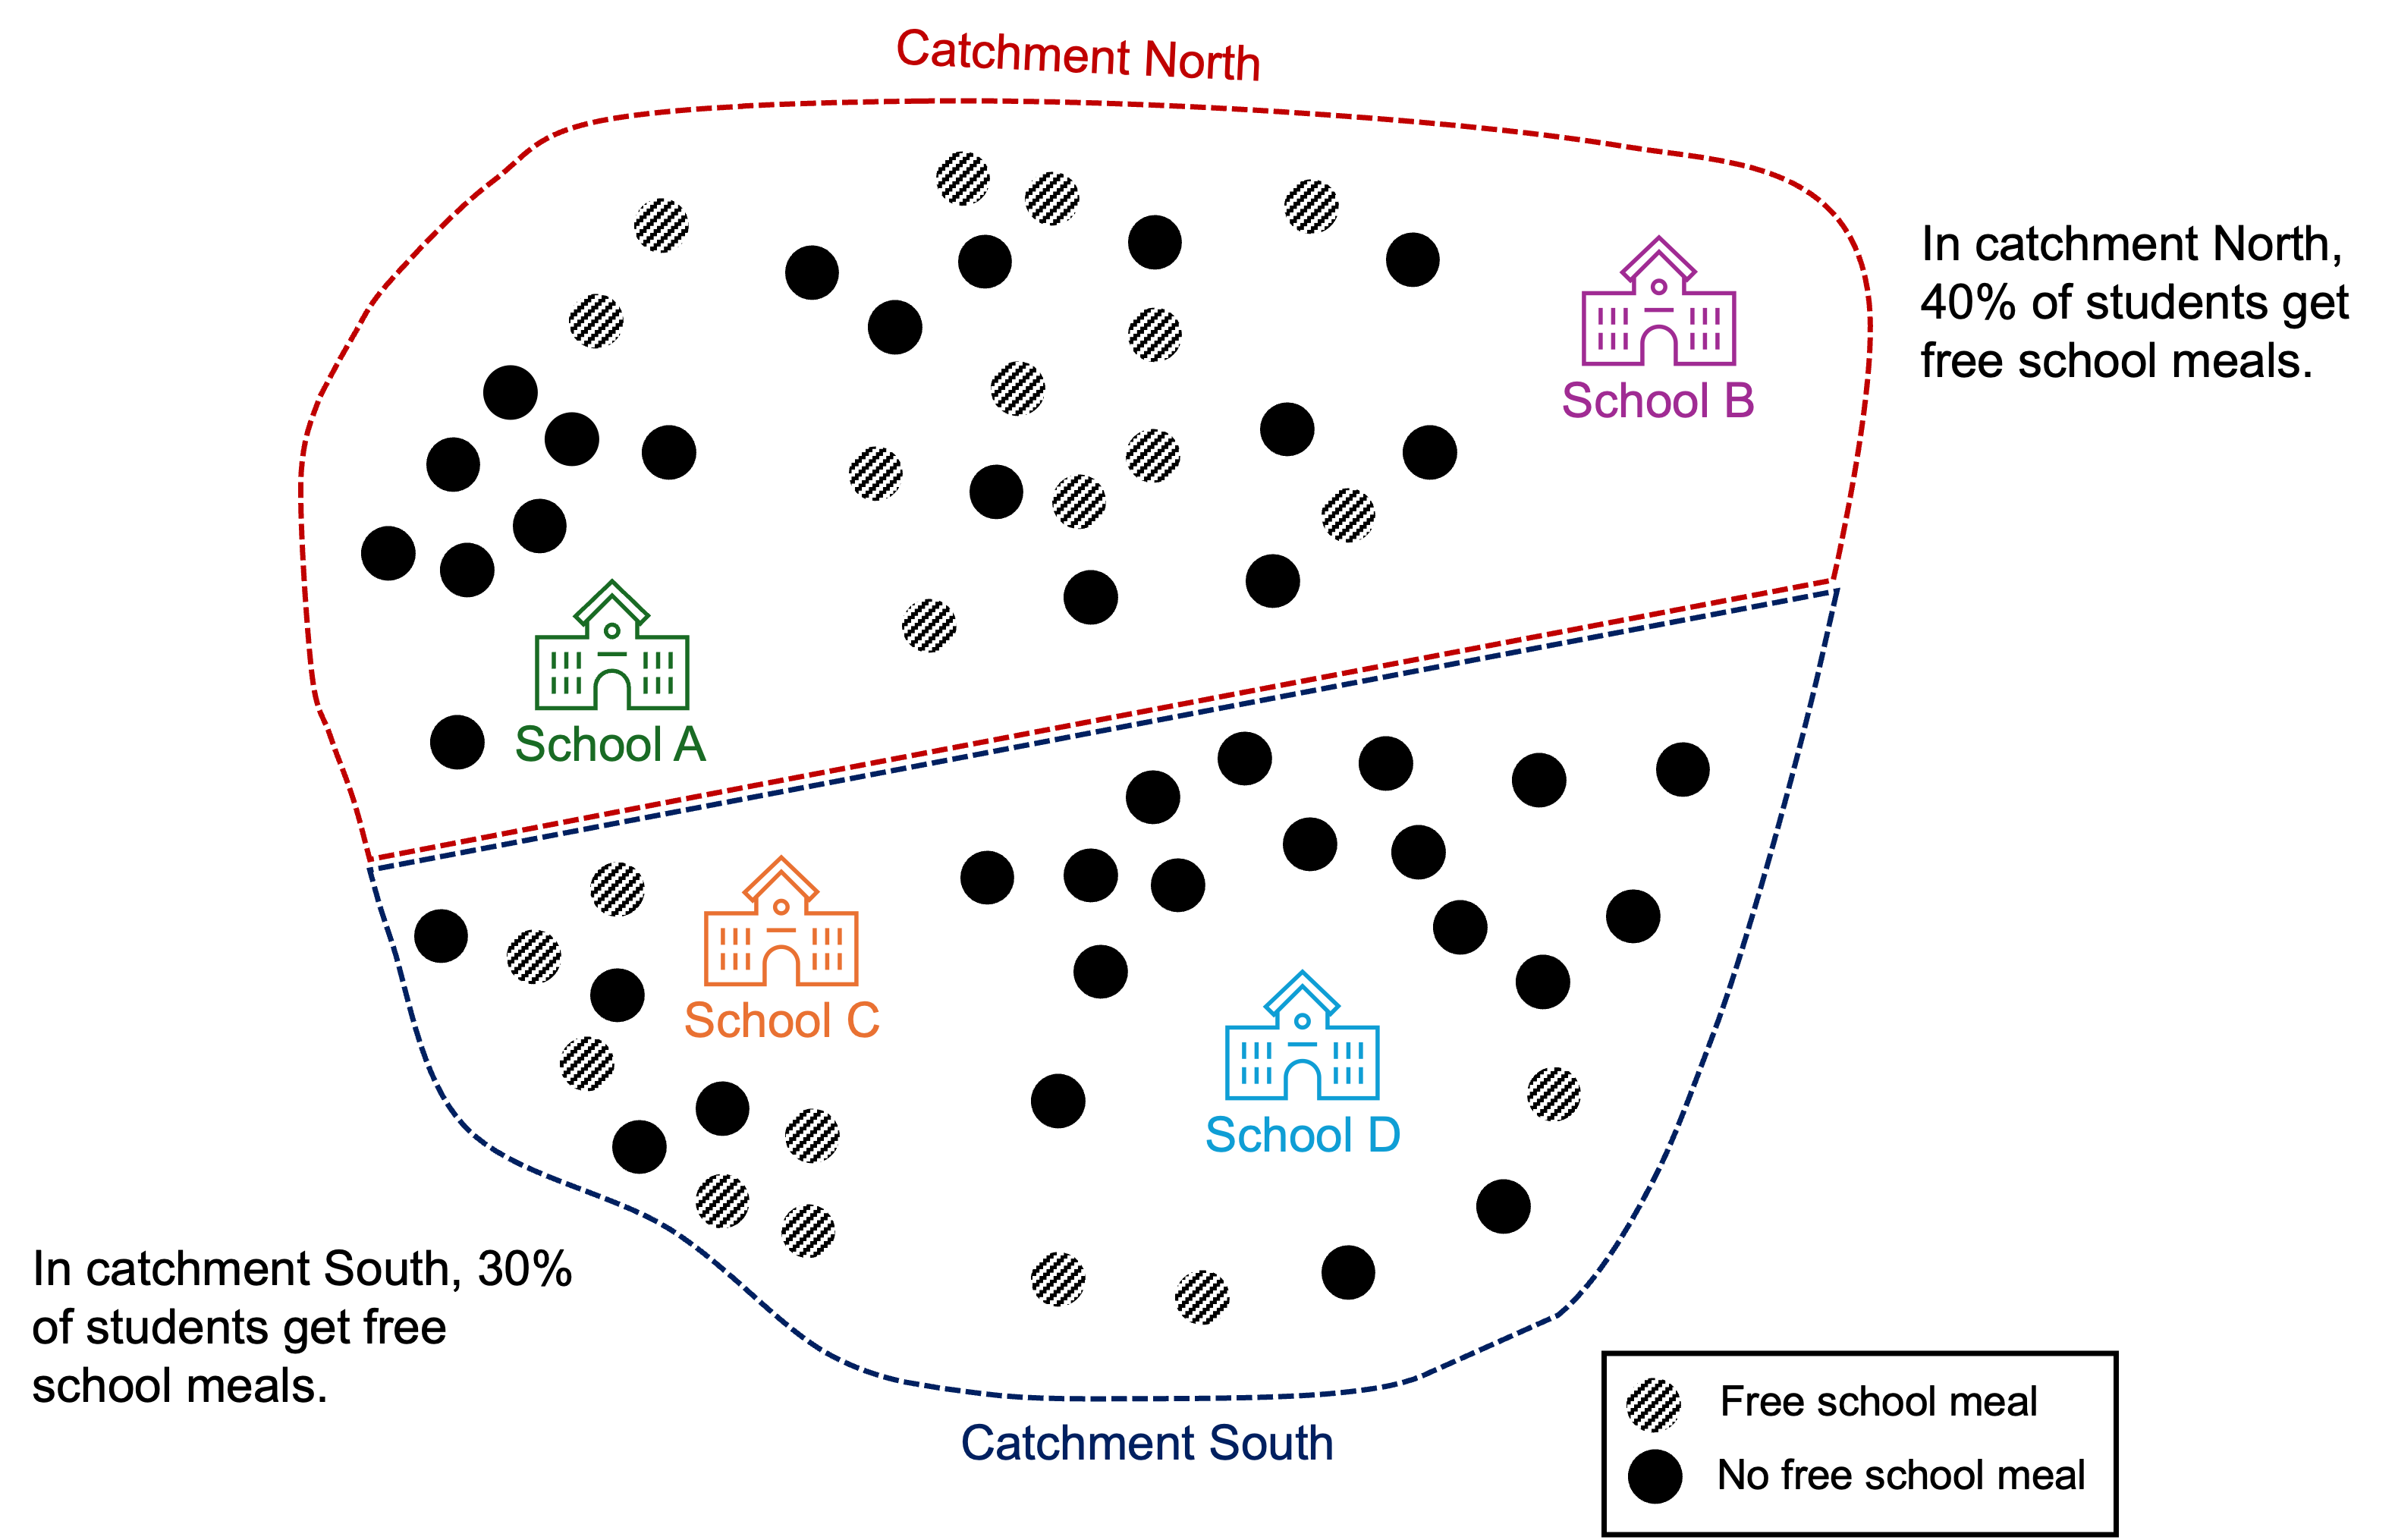 Catchment North
In catchment North,
40% of students get
free school meals.
School B
School A
School C
School D
In catchment South, 30%
of students get free
school meals.
Catchment South
Free school meal
No free school meal